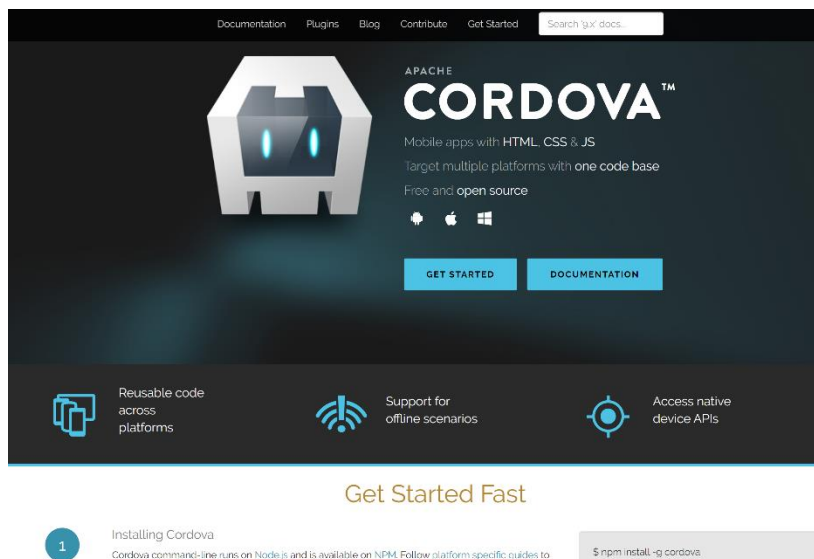 Documentation Plugins Blog Contribute Get Started Search '9.x' docs...
APACHE
CORDOVA™
Mobile apps with HTML, CSS & JS
Target multiple platforms with one code base
Free and open source
GET STARTED DOCUMENTATION
Reusable code
across
platforms
Support for
offline scenarios
Access native
device APIs
Get Started Fast
1
Installing Cordova
Cordova command-line runs on Node.js and is available on NPM. Follow platform specific guides to
$ npm install -g cordova